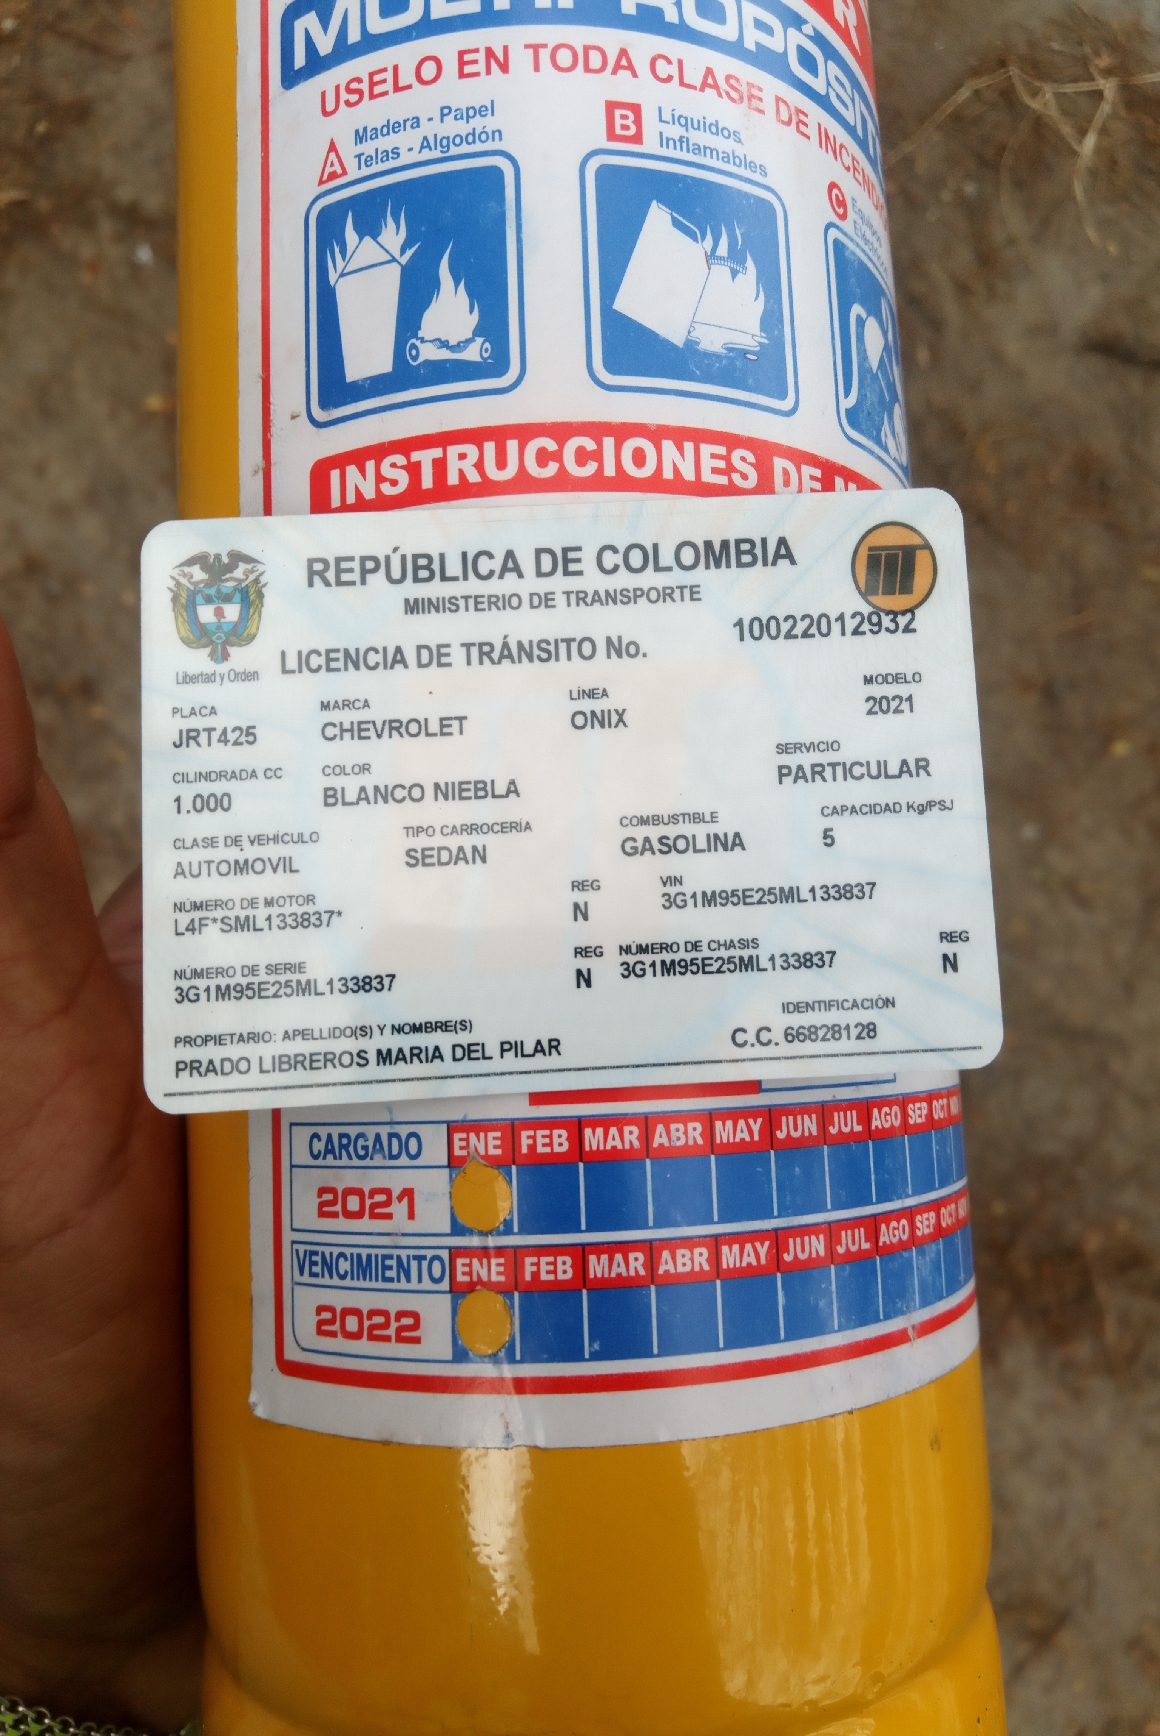 MULTIPROPÓSIT
USELO EN TODA CLASE DE INCENDIO
A Madera - Papel
Telas - Algodón
B Líquidos
Inflamables
C Equipos
Eléctricos
INSTRUCCIONES DE
REPÚBLICA DE COLOMBIA
MINISTERIO DE TRANSPORTE
Libertad y Orden
LICENCIA DE TRÁNSITO No. 10022012932
PLACA MARCA LÍNEA MODELO
JRT425 CHEVROLET ONIX 2021
CILINDRADA CC COLOR SERVICIO
1.000 BLANCO NIEBLA PARTICULAR
CLASE DE VEHÍCULO TIPO CARROCERÍA COMBUSTIBLE CAPACIDAD Kg/PSJ
AUTOMOVIL SEDAN GASOLINA 5
NÚMERO DE MOTOR REG VIN
L4F*SML133837* N 3G1M95E25ML133837
NÚMERO DE SERIE REG NÚMERO DE CHASIS REG
3G1M95E25ML133837 N 3G1M95E25ML133837 N
PROPIETARIO: APELLIDO(S) Y NOMBRE(S) IDENTIFICACIÓN
PRADO LIBREROS MARIA DEL PILAR C.C. 66828128
CARGADO ENE FEB MAR ABR MAY JUN JUL AGO SEP OCT
2021
VENCIMIENTO ENE FEB MAR ABR MAY JUN JUL AGO SEP OCT
2022